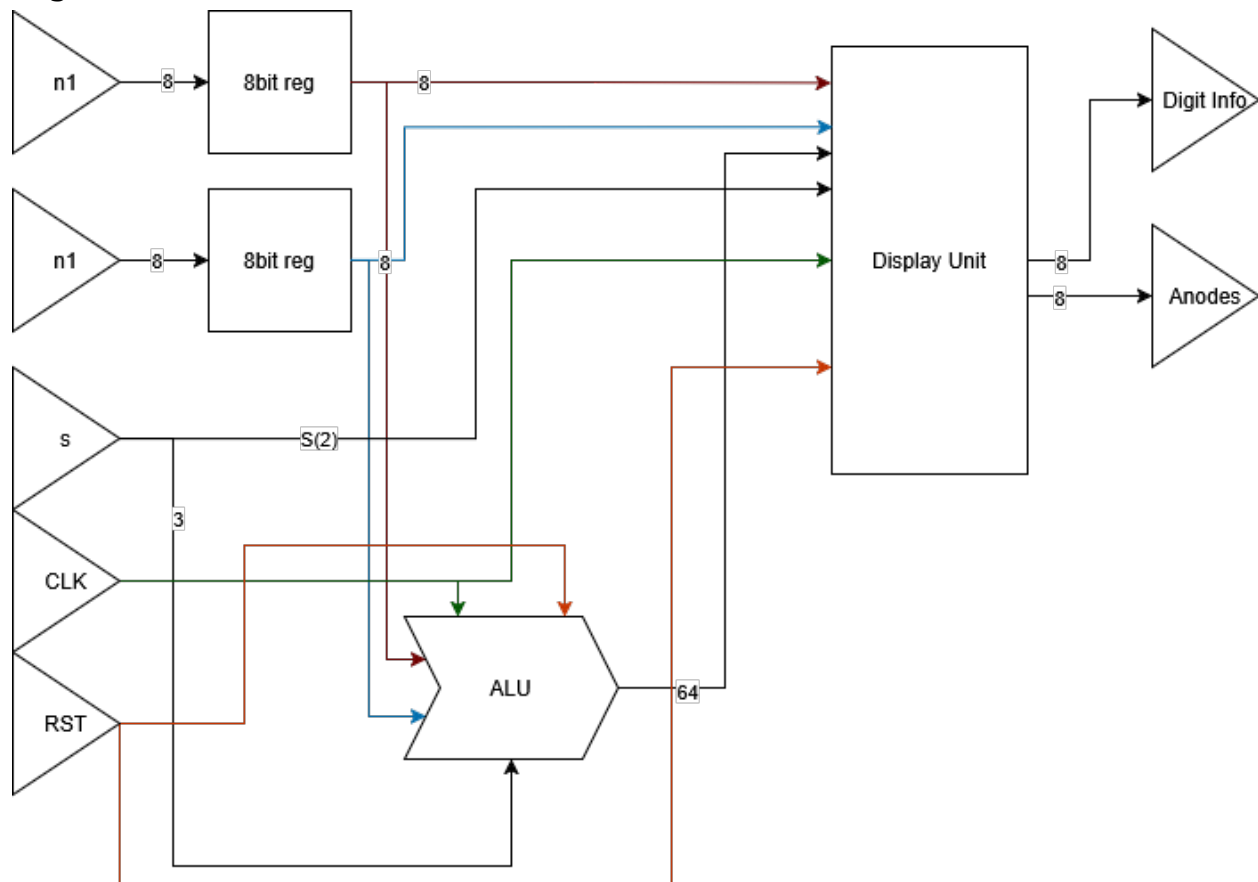 n1
8
8bit reg
8
Digit Info
n1
8
8bit reg
8
Display Unit
8
8
Anodes
s
S(2)
3
CLK
RST
ALU
64